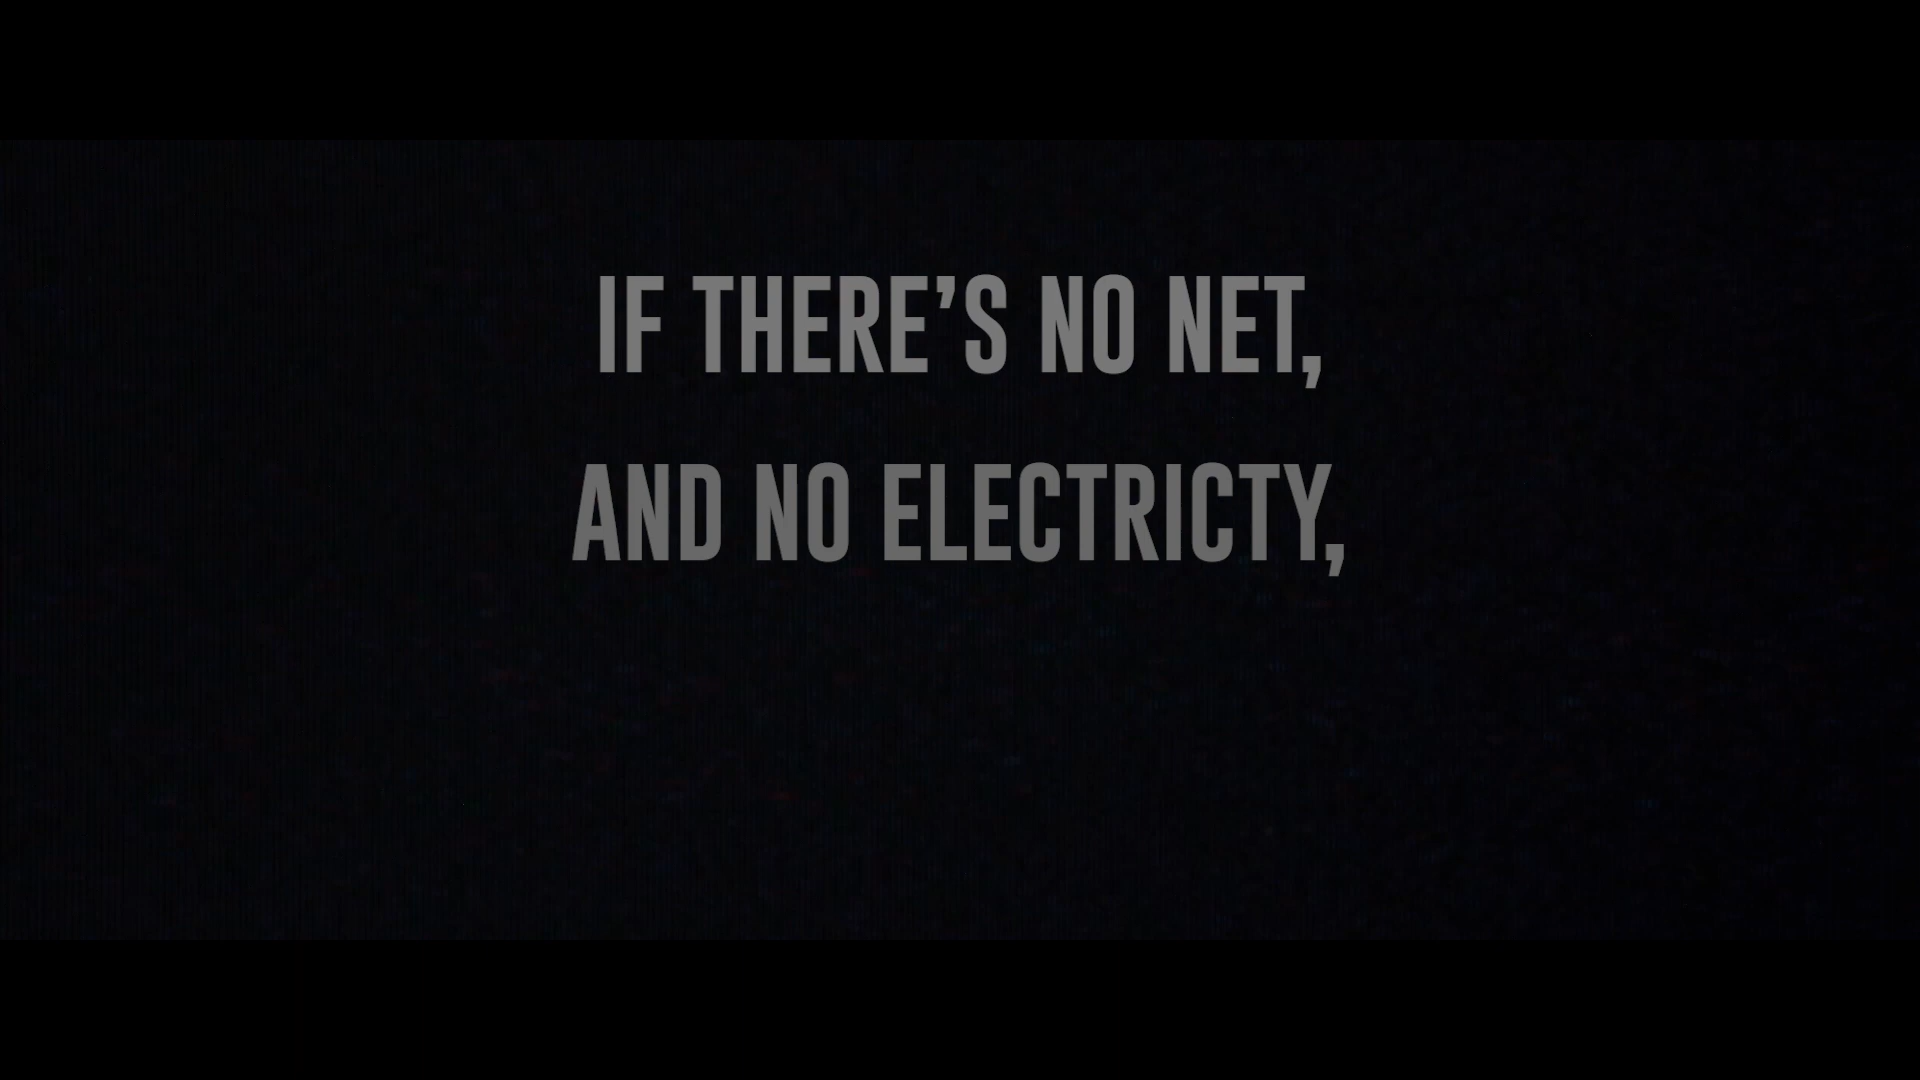 IF THERE’S NO NET,
AND NO ELECTRICTY,